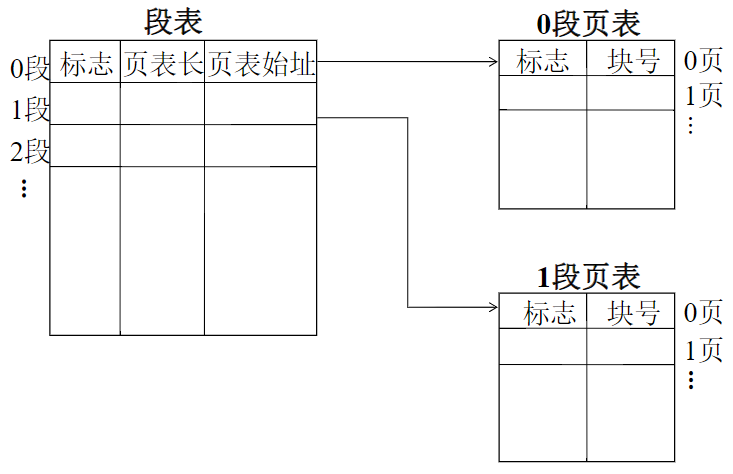 段表
0段 标志 页表长 页表始址
1段
2段
⋮
0段页表
标志 块号 0页
1页
⋮
1段页表
标志 块号 0页
1页
⋮